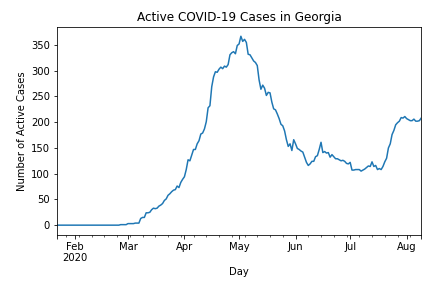 Active COVID-19 Cases in Georgia
Number of Active Cases
350
300
250
200
150
100
50
0
Feb Mar Apr May Jun Jul Aug
2020
Day